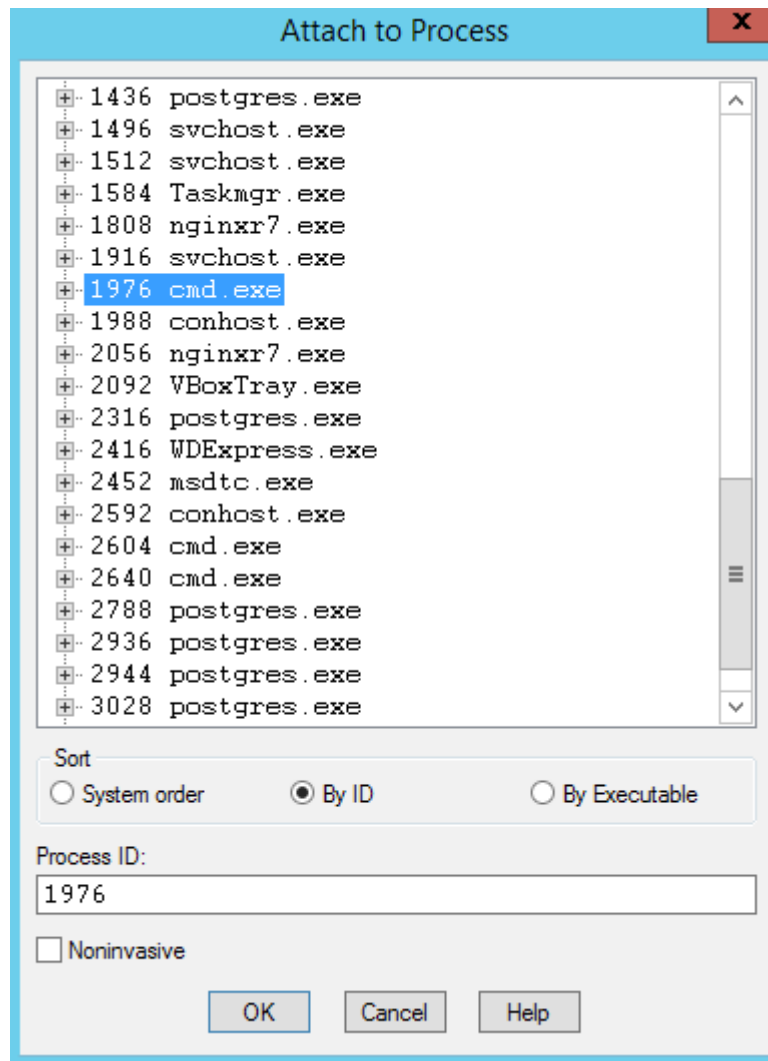 Attach to Process
x
1436 postgres.exe
1496 svchost.exe
1512 svchost.exe
1584 Taskmgr.exe
1808 nginxr7.exe
1916 svchost.exe
1976 cmd.exe
1988 conhost.exe
2056 nginxr7.exe
2092 VBoxTray.exe
2316 postgres.exe
2416 WDExpress.exe
2452 msdtc.exe
2592 conhost.exe
2604 cmd.exe
2640 cmd.exe
2788 postgres.exe
2936 postgres.exe
2944 postgres.exe
3028 postgres.exe
Sort
System order By ID By Executable
Process ID:
1976
Noninvasive
OK Cancel Help